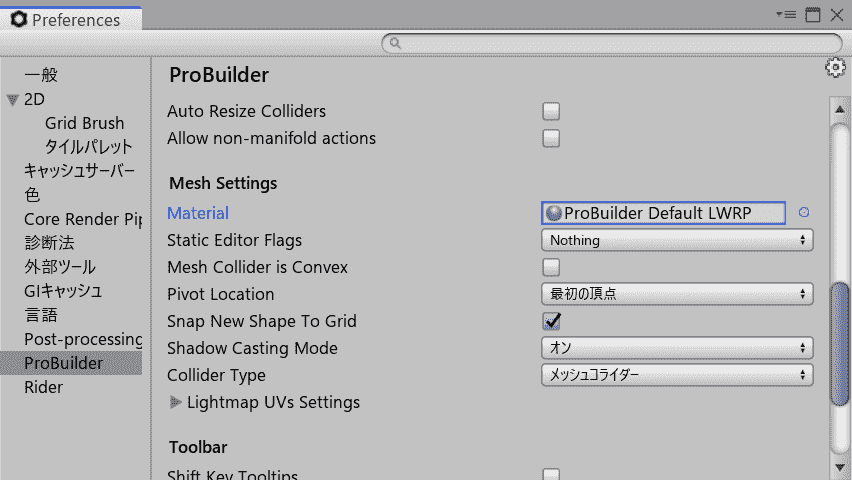 Preferences
一般
2D
Grid Brush
タイルパレット
キャッシュサーバー
色
Core Render Pip
診断法
外部ツール
GIキャッシュ
言語
Post-processing
ProBuilder
Rider
ProBuilder
Auto Resize Colliders
Allow non-manifold actions
Mesh Settings
Material ProBuilder Default LWRP
Static Editor Flags Nothing
Mesh Collider is Convex
Pivot Location 最初の頂点
Snap New Shape To Grid
Shadow Casting Mode オン
Collider Type メッシュコライダー
Lightmap UVs Settings
Toolbar
Shift Key Tooltips